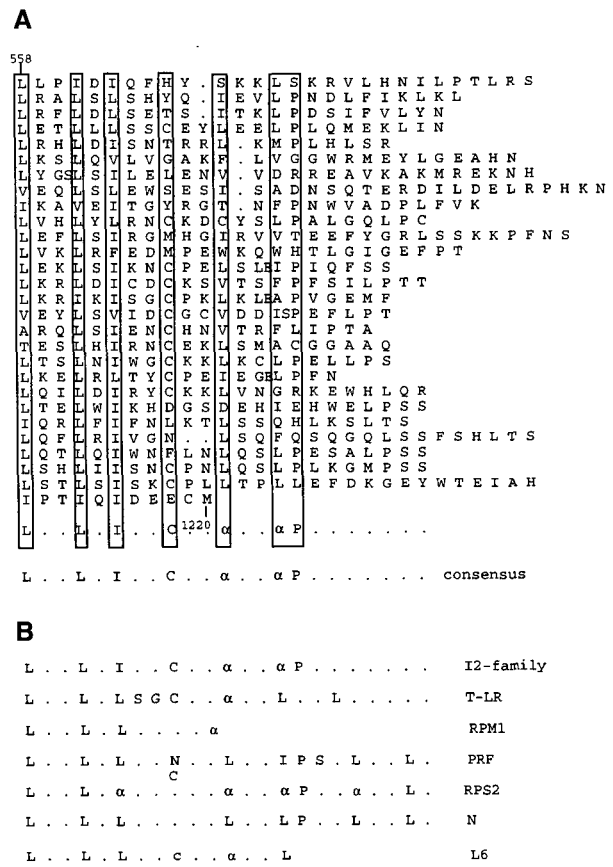 A
558
L L P I D I Q F H Y . S K K L S K R V L H N I L P T L R S
L R A L S L S H Y Q . I E V L P N D L F I K L K L
L R F L D L S E T S . I T K L P D S I F V L Y N
L E T L L L S S C E Y L E E L P L Q M E K L I N
L R H L D I S N T R R L . K M P L H L S R
L K S L Q V L V G A K F . L V G G W R M E Y L G E A H N
L Y G S L S I L E L E N V . V D R R E A V K A K M R E K N H
V E Q L S L E W S E S I . S A D N S Q T E R D I L D E L R P H K N
I K A V E I T G Y R G T . N F P N W V A D P L F V K
L V H L Y L R N C K D C Y S L P A L G Q L P C
L E F L S I R G M H G I R V V T E E F Y G R L S S K K P F N S
L V K L R F E D M P E W K Q W H T L G I G E F P T
L E K L S I K N C P E L S L E I P I Q F S S
L K R L D I C D C K S V T S F P F S I L P T T
L K R I K I S G C P K L K L E A P V G E M F
V E Y L S V I D C G C V D D I S P E F L P T
A R Q L S I E N C H N V T R F L I P T A
T E S L H I R N C E K L S M A C G G A A Q
L T S L N I W G C K K L K C L P E L L P S
L K E L R L T Y C P E I E G E L P F N
L Q I L D I R Y C K K L V N G R K E W H L Q R
L T E L W I K H D G S D E H I E H W E L P S S
I Q R L F I F N L K T L S S Q H L K S L T S
L Q F L R I V G N . . L S Q F Q S Q G Q L S S F S H L T S
L Q T L Q I W N F L N L Q S L P E S A L P S S
L S H L I I S N C P N L Q S L P L K G M P S S
L S T L S I S K C P L L T P L L E F D K G E Y W T E I A H
I P T I Q I D E C M
1220
L . . L . I . . C . . α . . α P . . . . . . .
L . . L . I . . C . . α . . α P . . . . . . . consensus
B
L . . L . I . . C . . α . . α P . . . . . . . I2-family
L . . L . L S G C . . α . . L . . L . . . . . T-LR
L . . L . L . . . . α RPM1
L . . L . L . . N . . L . . I P S . L . . L . PRF
C
L . . L . α . . . . . α . . α P . . α . . L . RPS2
L . . L . L . . . . . L . . L P . . L . . L . N
L . . L . L . . C . . α . . L L6